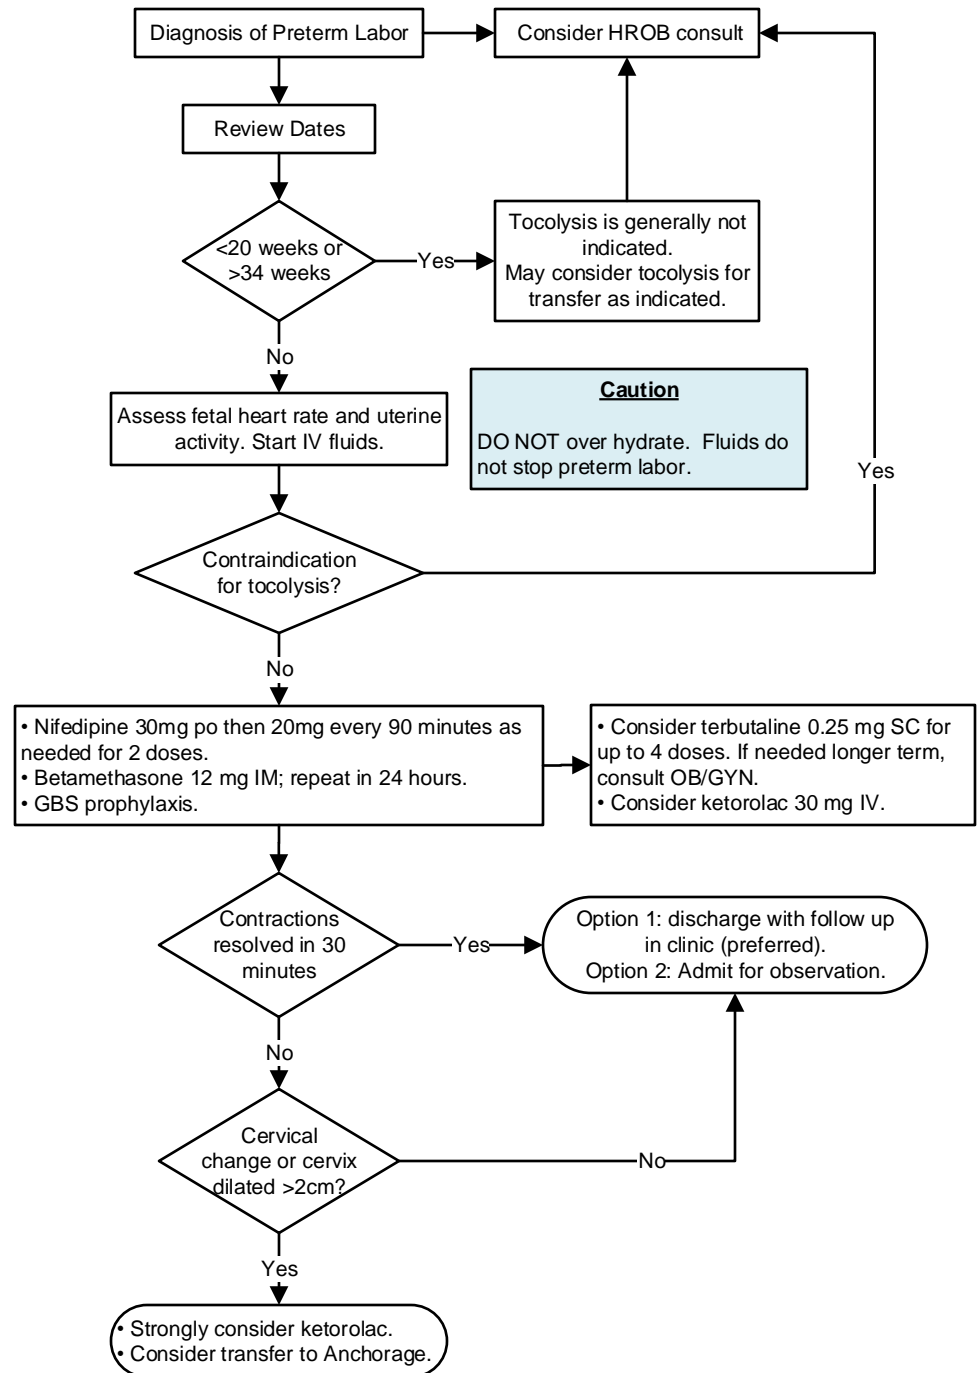 Diagnosis of Preterm Labor
Consider HROB consult
Review Dates
<20 weeks or
>34 weeks
Yes
Tocolysis is generally not
indicated.
May consider tocolysis for
transfer as indicated.
No
Assess fetal heart rate and uterine
activity. Start IV fluids.
Caution
DO NOT over hydrate.  Fluids do
not stop preterm labor.
Yes
Contraindication
for tocolysis?
No
• Nifedipine 30mg po then 20mg every 90 minutes as
needed for 2 doses.
• Betamethasone 12 mg IM; repeat in 24 hours.
• GBS prophylaxis.
• Consider terbutaline 0.25 mg SC for
up to 4 doses. If needed longer term,
consult OB/GYN.
• Consider ketorolac 30 mg IV.
Contractions
resolved in 30
minutes
Yes
Option 1: discharge with follow up
in clinic (preferred).
Option 2: Admit for observation.
No
Cervical
change or cervix
dilated >2cm?
No
Yes
• Strongly consider ketorolac.
• Consider transfer to Anchorage.